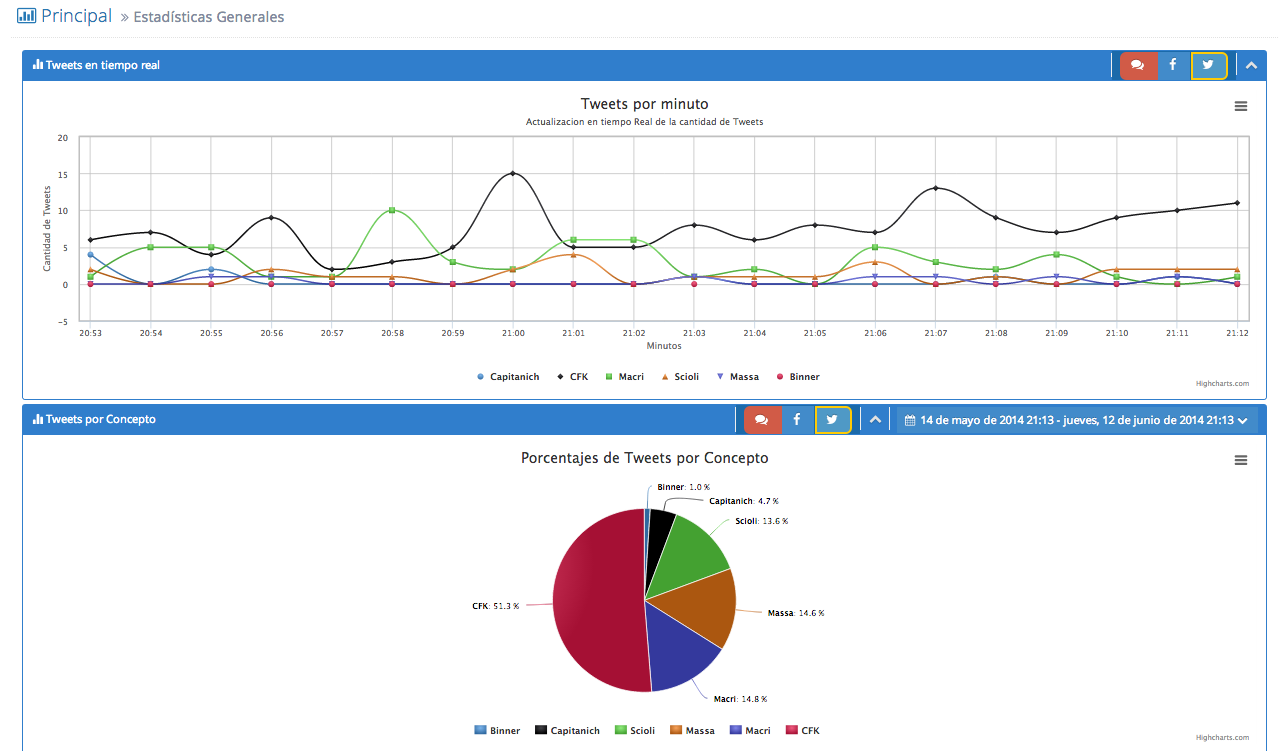 Principal » Estadísticas Generales
Tweets en tiempo real
Tweets por minuto
Actualizacion en tiempo Real de la cantidad de Tweets
Cantidad de Tweets
20
15
10
5
0
-5
20:53 20:54 20:55 20:56 20:57 20:58 20:59 21:00 21:01 21:02 21:03 21:04 21:05 21:06 21:07 21:08 21:09 21:10 21:11 21:12
Minutos
Capitanich CFK Macri Scioli Massa Binner
Highcharts.com
Tweets por Concepto
14 de mayo de 2014 21:13 - jueves, 12 de junio de 2014 21:13
Porcentajes de Tweets por Concepto
Binner: 1.0 %
Capitanich: 4.7 %
Scioli: 13.6 %
CFK: 51.3 %
Massa: 14.6 %
Macri: 14.8 %
Binner Capitanich Scioli Massa Macri CFK
Highcharts.com